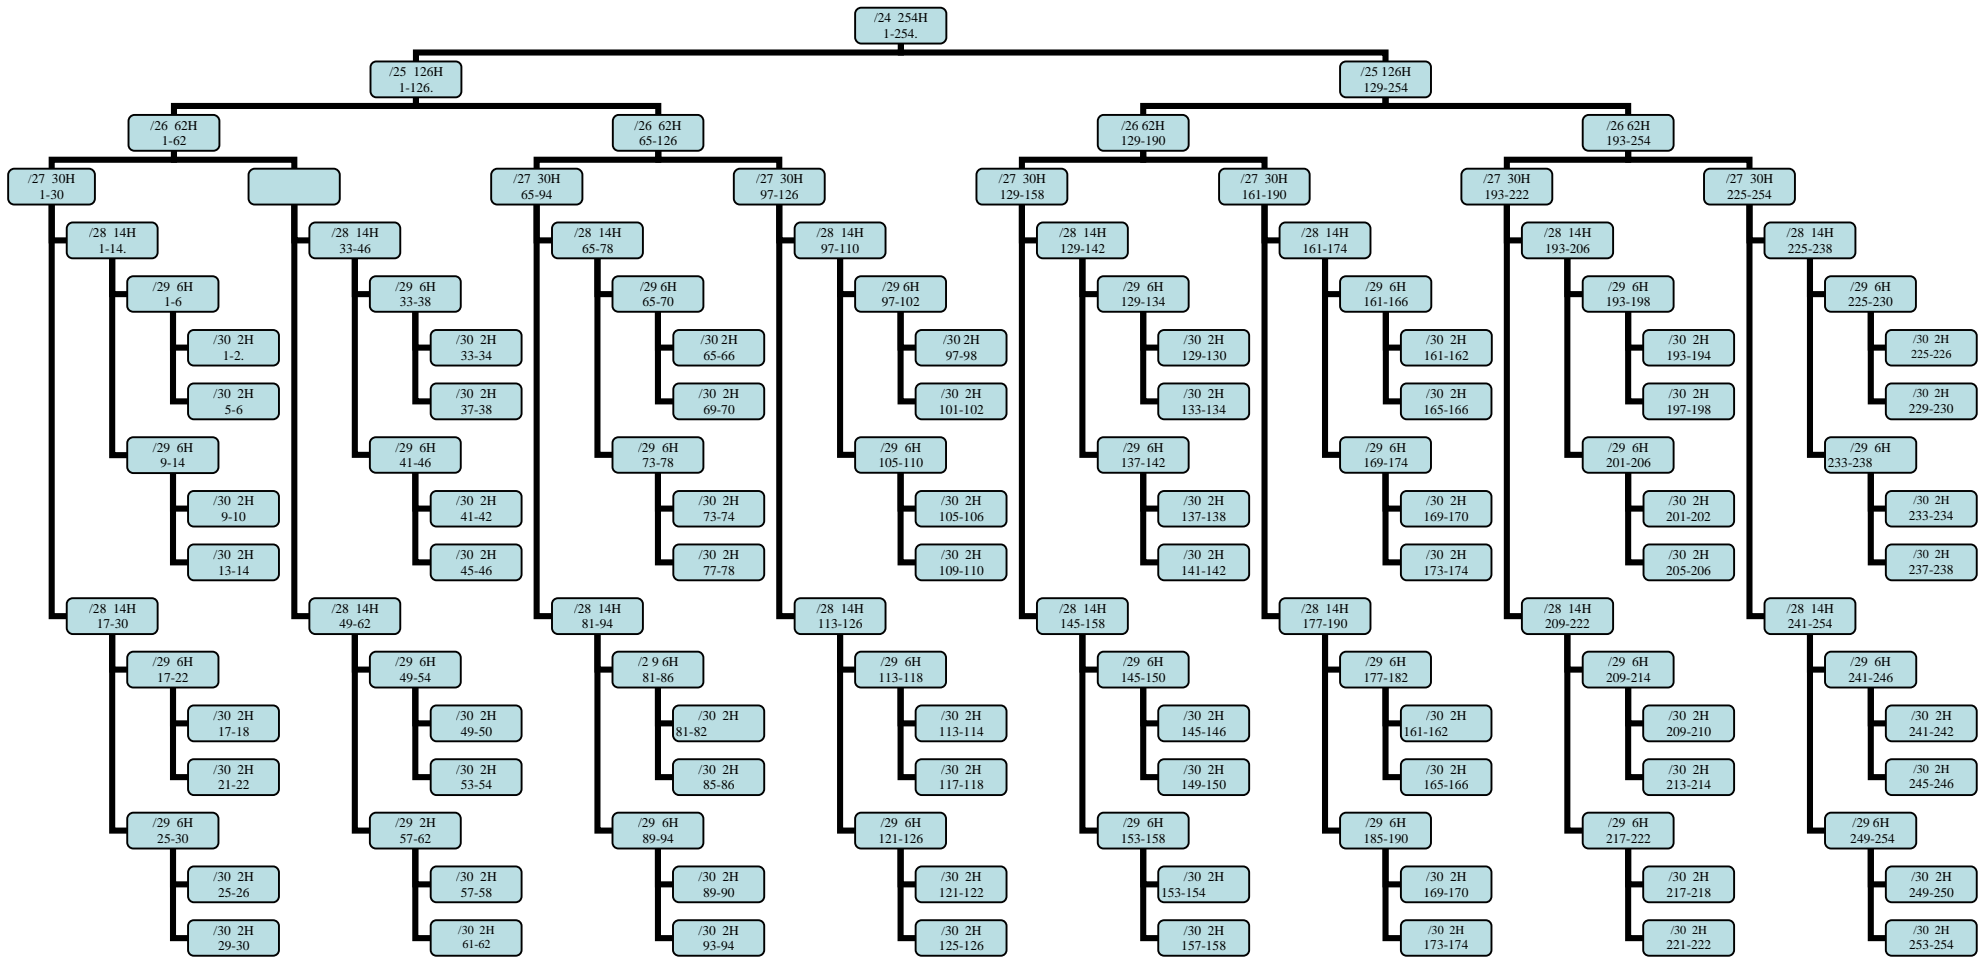 /24 254H
1-254.
/25 126H
1-126.
/25 126H
129-254
/26 62H
1-62
/26 62H
65-126
/26 62H
129-190
/26 62H
193-254
/27 30H
1-30
/27 30H
65-94
/27 30H
97-126
/27 30H
129-158
/27 30H
161-190
/27 30H
193-222
/27 30H
225-254
/28 14H
1-14.
/28 14H
33-46
/28 14H
65-78
/28 14H
97-110
/28 14H
129-142
/28 14H
161-174
/28 14H
193-206
/28 14H
225-238
/29 6H
1-6
/29 6H
33-38
/29 6H
65-70
/29 6H
97-102
/29 6H
129-134
/29 6H
161-166
/29 6H
193-198
/29 6H
225-230
/30 2H
1-2.
/30 2H
33-34
/30 2H
65-66
/30 2H
97-98
/30 2H
129-130
/30 2H
161-162
/30 2H
193-194
/30 2H
225-226
/30 2H
5-6
/30 2H
37-38
/30 2H
69-70
/30 2H
101-102
/30 2H
133-134
/30 2H
165-166
/30 2H
197-198
/30 2H
229-230
/29 6H
9-14
/29 6H
41-46
/29 6H
73-78
/29 6H
105-110
/29 6H
137-142
/29 6H
169-174
/29 6H
201-206
/29 6H
233-238
/30 2H
9-10
/30 2H
41-42
/30 2H
73-74
/30 2H
105-106
/30 2H
137-138
/30 2H
169-170
/30 2H
201-202
/30 2H
233-234
/30 2H
13-14
/30 2H
45-46
/30 2H
77-78
/30 2H
109-110
/30 2H
141-142
/30 2H
173-174
/30 2H
205-206
/30 2H
237-238
/28 14H
17-30
/28 14H
49-62
/28 14H
81-94
/28 14H
113-126
/28 14H
145-158
/28 14H
177-190
/28 14H
209-222
/28 14H
241-254
/29 6H
17-22
/29 6H
49-54
/2 9 6H
81-86
/29 6H
113-118
/29 6H
145-150
/29 6H
177-182
/29 6H
209-214
/29 6H
241-246
/30 2H
17-18
/30 2H
49-50
/30 2H
81-82
/30 2H
113-114
/30 2H
145-146
/30 2H
161-162
/30 2H
209-210
/30 2H
241-242
/30 2H
21-22
/30 2H
53-54
/30 2H
85-86
/30 2H
117-118
/30 2H
149-150
/30 2H
165-166
/30 2H
213-214
/30 2H
245-246
/29 6H
25-30
/29 2H
57-62
/29 6H
89-94
/29 6H
121-126
/29 6H
153-158
/29 6H
185-190
/29 6H
217-222
/29 6H
249-254
/30 2H
25-26
/30 2H
57-58
/30 2H
89-90
/30 2H
121-122
/30 2H
153-154
/30 2H
169-170
/30 2H
217-218
/30 2H
249-250
/30 2H
29-30
/30 2H
61-62
/30 2H
93-94
/30 2H
125-126
/30 2H
157-158
/30 2H
173-174
/30 2H
221-222
/30 2H
253-254